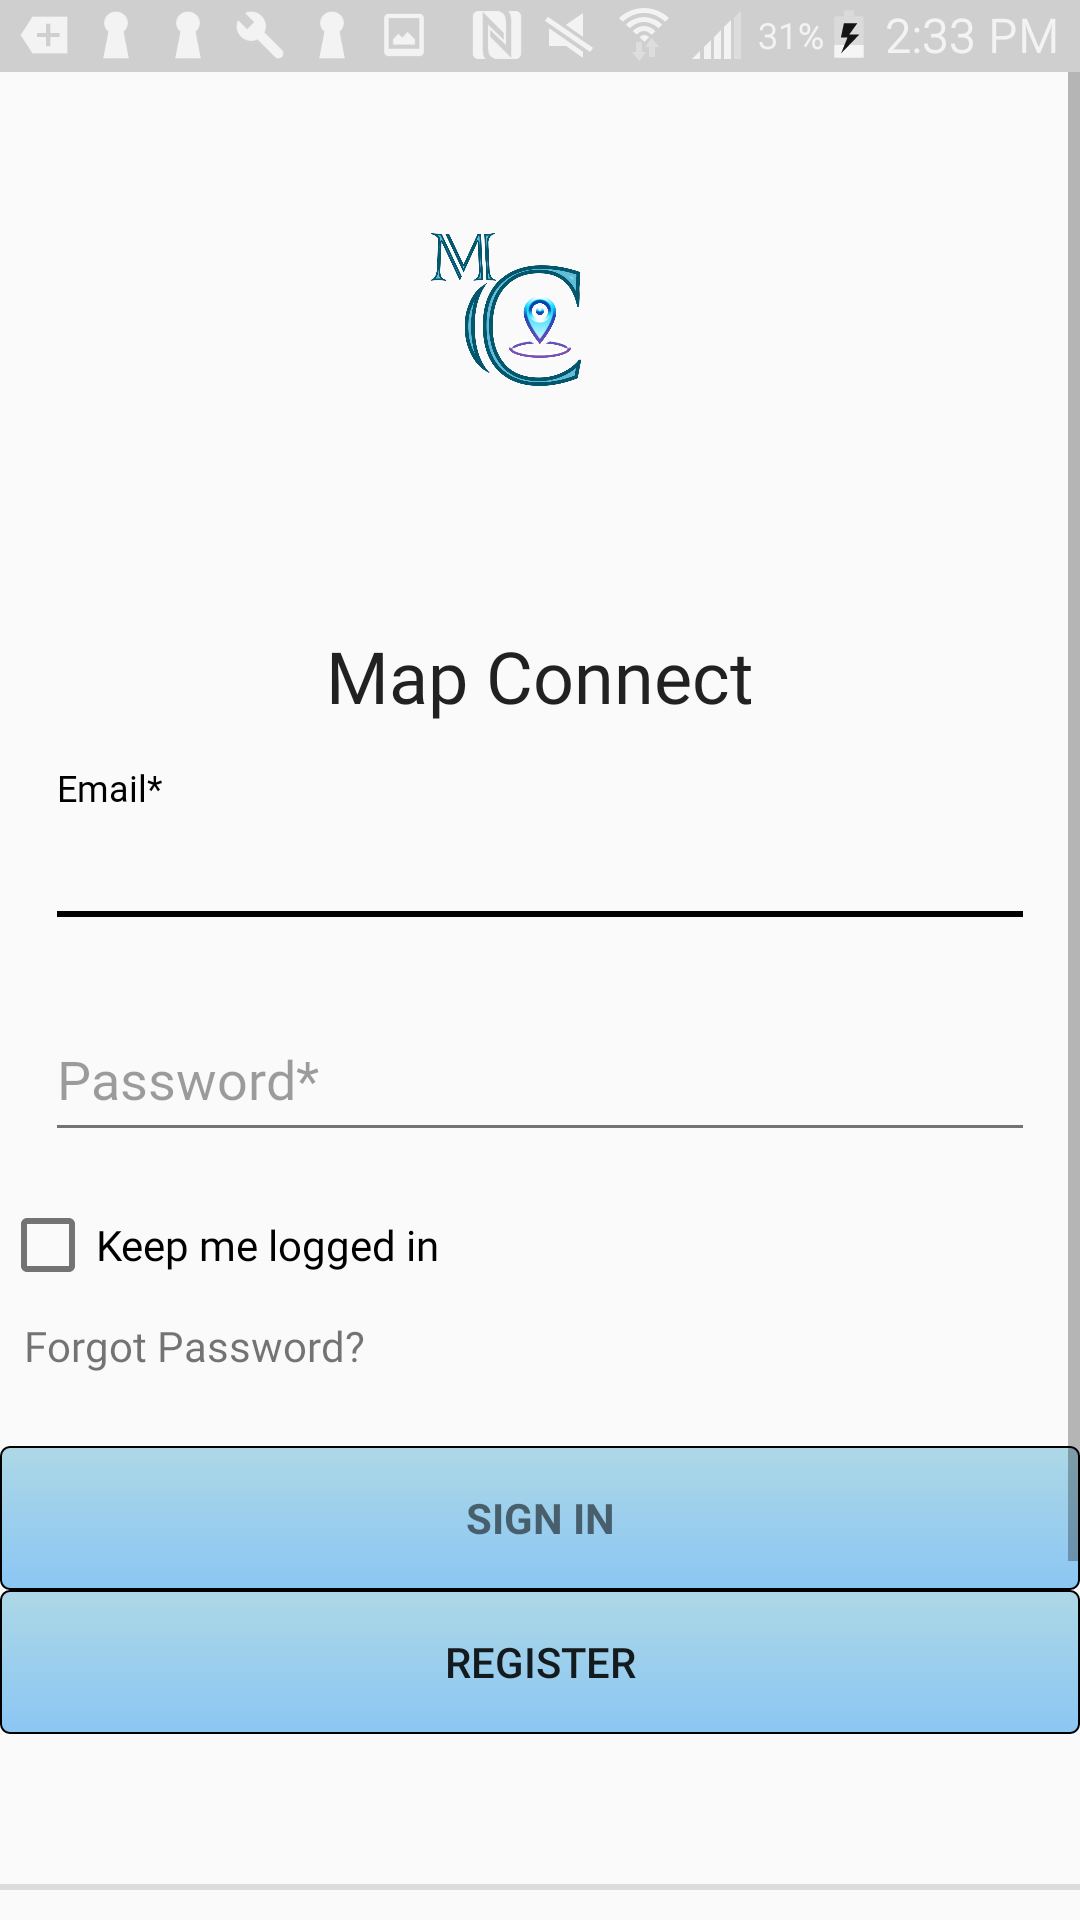 31% 2:33 PM
MC
Map Connect
Email*
Password*
Keep me logged in
Forgot Password?
SIGN IN
REGISTER